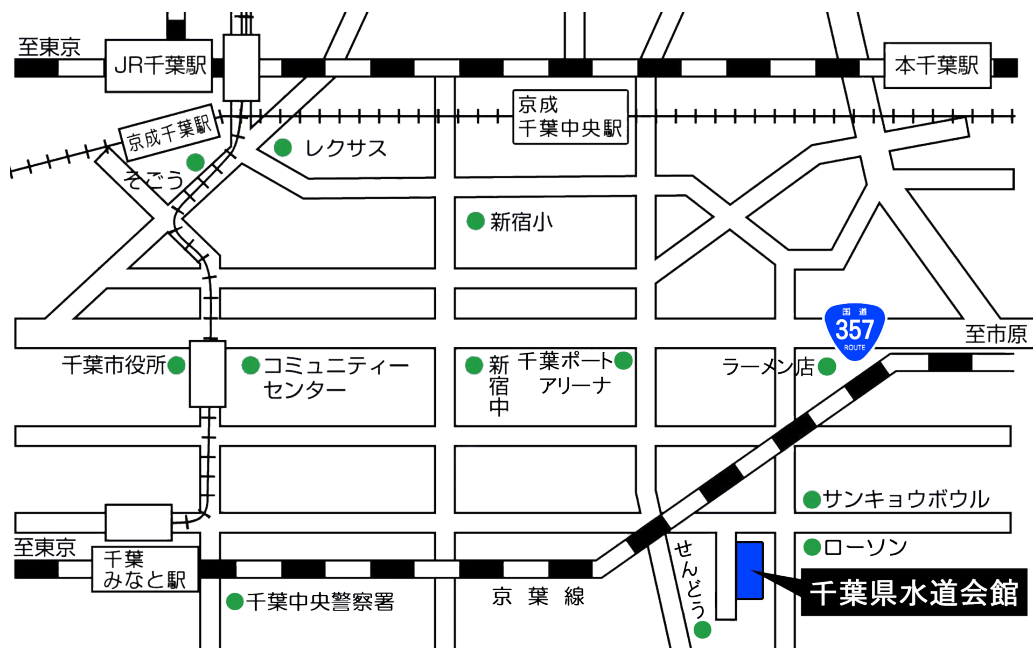 至東京
JR千葉駅
本千葉駅
京成
千葉中央駅
京成千葉駅
レクサス
そごう
新宿小
国道
357
ROUTE
至市原
千葉市役所
コミュニティー
センター
新宿中
千葉ポート
アリーナ
ラーメン店
サンキョウボウル
至東京
千葉
みなと駅
せんどう
ローソン
千葉県水道会館
千葉中央警察署
京葉線